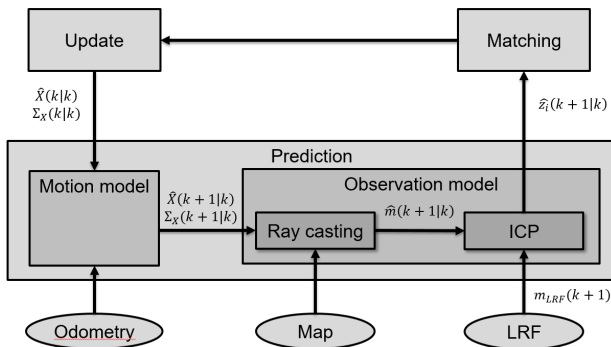 Update
Matching
X̂(k|k)
Σ_X(k|k)
ẑ_i(k + 1|k)
Prediction
Motion model
Observation model
X̂(k + 1|k)
Σ_X(k + 1|k)
Ray casting
m̂(k + 1|k)
ICP
m_LRF(k + 1)
Odometry
Map
LRF